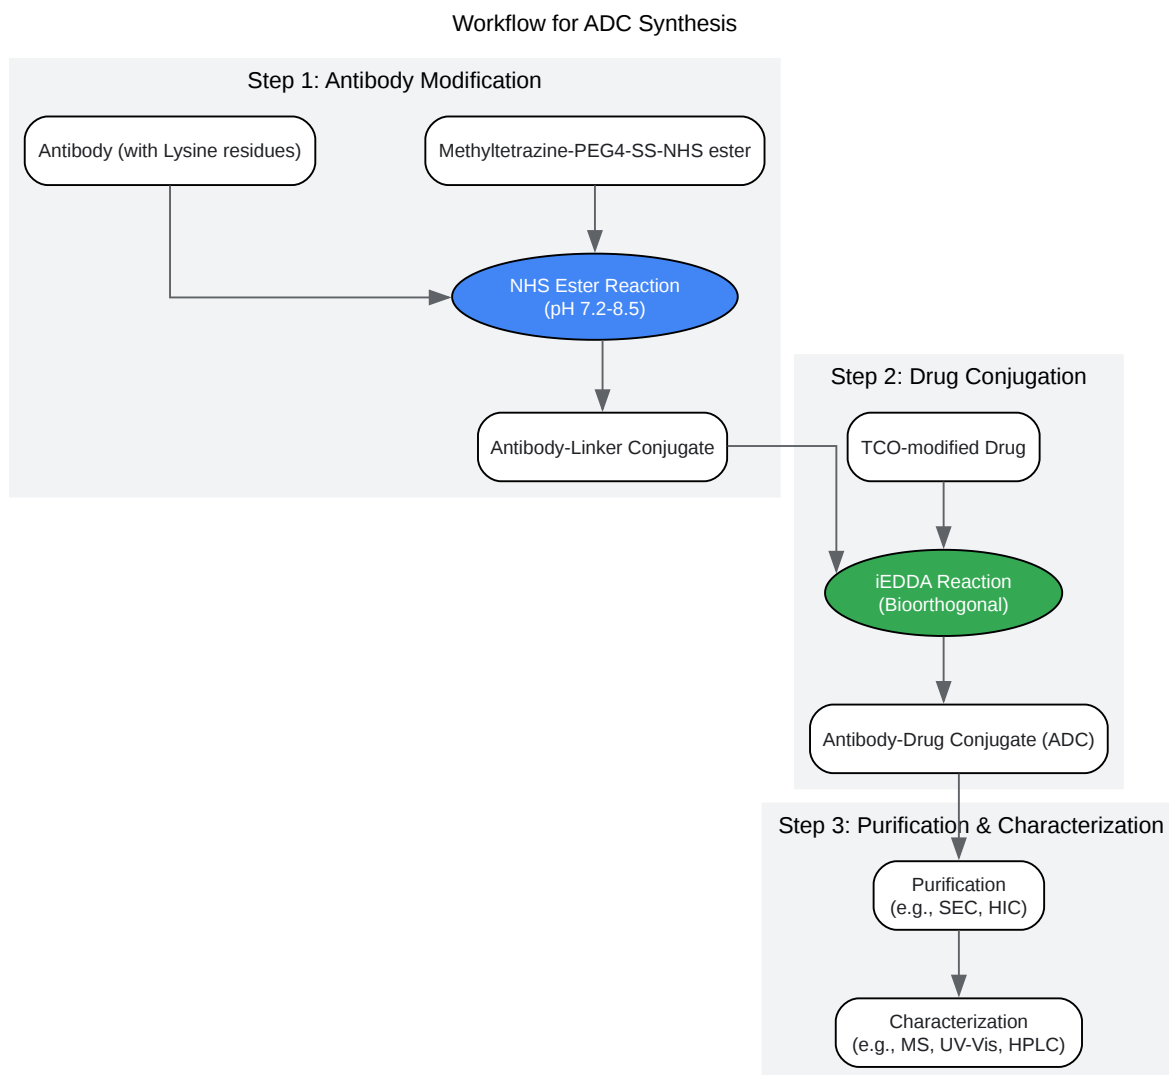 Workflow for ADC Synthesis
Step 1: Antibody Modification
Antibody (with Lysine residues)
Methyltetrazine-PEG4-SS-NHS ester
NHS Ester Reaction
(pH 7.2-8.5)
Antibody-Linker Conjugate
Step 2: Drug Conjugation
TCO-modified Drug
iEDDA Reaction
(Bioorthogonal)
Antibody-Drug Conjugate (ADC)
Step 3: Purification & Characterization
Purification
(e.g., SEC, HIC)
Characterization
(e.g., MS, UV-Vis, HPLC)